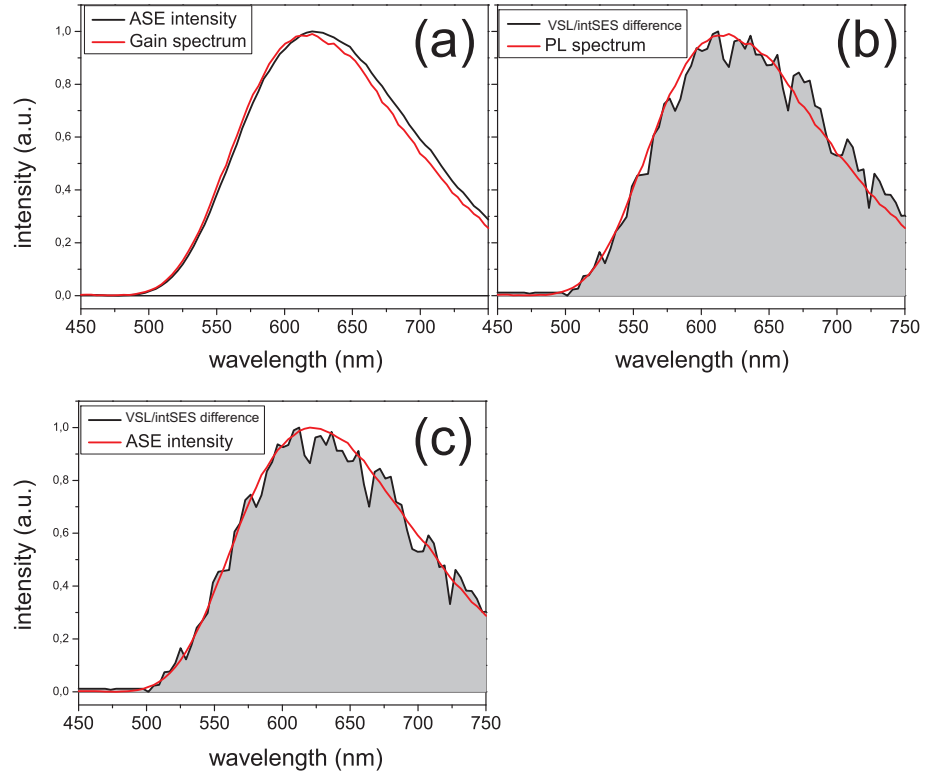 ASE intensity
Gain spectrum
(a)
1,0
0,8
0,6
0,4
0,2
0,0
intensity (a.u.)
450 500 550 600 650 700
wavelength (nm)
VSL/intSES difference
PL spectrum
(b)
450 500 550 600 650 700 750
wavelength (nm)
VSL/intSES difference
ASE intensity
(c)
1,0
0,8
0,6
0,4
0,2
0,0
intensity (a.u.)
450 500 550 600 650 700 750
wavelength (nm)